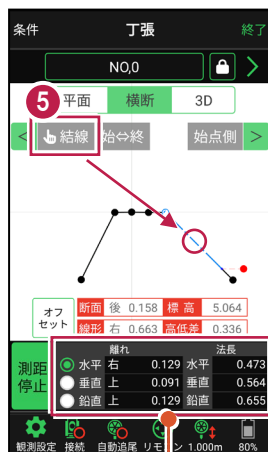 条件 丁張 終了
NO,0
5 平面 横断 3D
< 結線 始⇔終 始点側 >
オフセット 断面 後 0.158 標高 5.064
線形 右 0.663 高低差 0.336
離れ 法長
測距停止 水平 右 0.129 水平 0.473
垂直 上 0.091 垂直 0.564
鉛直 上 0.129 鉛直 0.655
観測設定 接続 自動追尾 リモコン 1.000m 80%